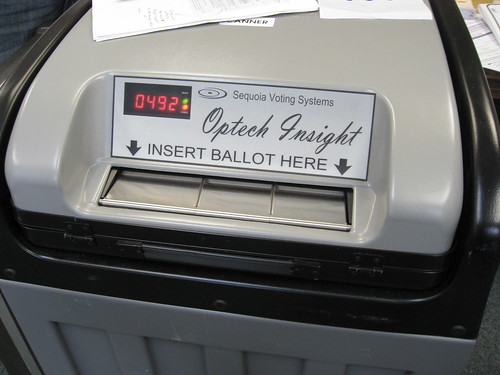 SCANNER
0492
Sequoia Voting Systems
Optech Insight
INSERT BALLOT HERE